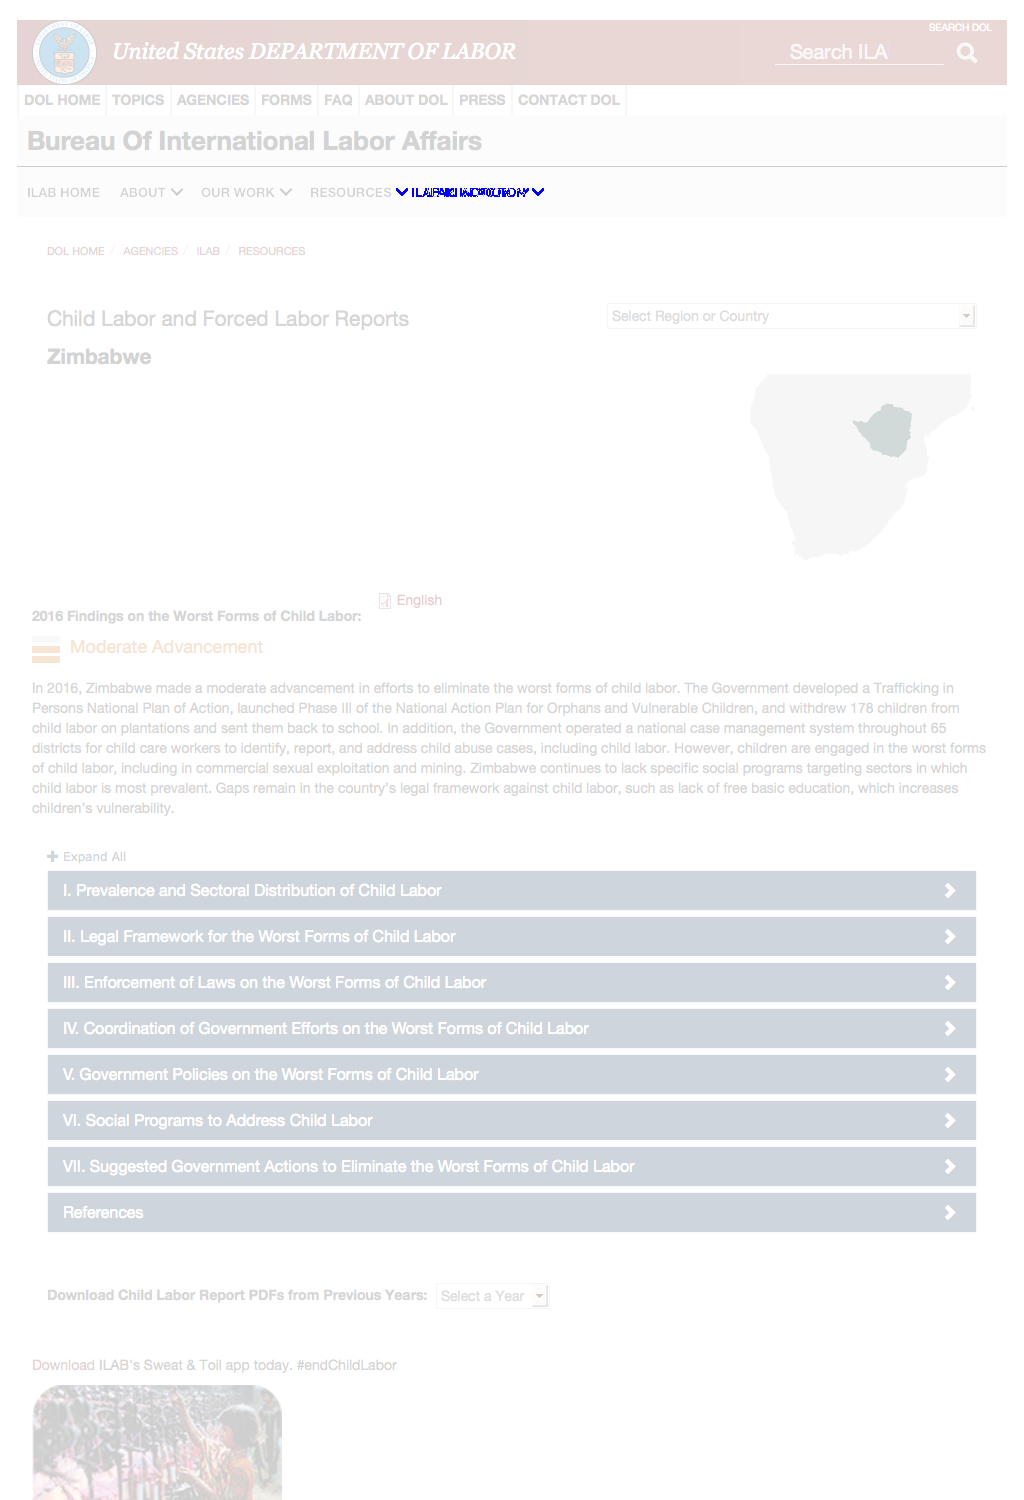 SEARCH DOL
United States DEPARTMENT OF LABOR
Search ILA
DOL HOME TOPICS AGENCIES FORMS FAQ ABOUT DOL PRESS CONTACT DOL
Bureau Of International Labor Affairs
ILAB HOME ABOUT OUR WORK RESOURCES
DOL HOME / AGENCIES / ILAB / RESOURCES
Child Labor and Forced Labor Reports
Select Region or Country
Zimbabwe
English
2016 Findings on the Worst Forms of Child Labor:
Moderate Advancement
In 2016, Zimbabwe made a moderate advancement in efforts to eliminate the worst forms of child labor. The Government developed a Trafficking in
Persons National Plan of Action, launched Phase III of the National Action Plan for Orphans and Vulnerable Children, and withdrew 178 children from
child labor on plantations and sent them back to school. In addition, the Government operated a national case management system throughout 65
districts for child care workers to identify, report, and address child abuse cases, including child labor. However, children are engaged in the worst forms
of child labor, including in commercial sexual exploitation and mining. Zimbabwe continues to lack specific social programs targeting sectors in which
child labor is most prevalent. Gaps remain in the country's legal framework against child labor, such as lack of free basic education, which increases
children's vulnerability.
Expand All
I. Prevalence and Sectoral Distribution of Child Labor
II. Legal Framework for the Worst Forms of Child Labor
III. Enforcement of Laws on the Worst Forms of Child Labor
IV. Coordination of Government Efforts on the Worst Forms of Child Labor
V. Government Policies on the Worst Forms of Child Labor
VI. Social Programs to Address Child Labor
VII. Suggested Government Actions to Eliminate the Worst Forms of Child Labor
References
Download Child Labor Report PDFs from Previous Years: Select a Year
Download ILAB's Sweat & Toil app today. #endChildLabor